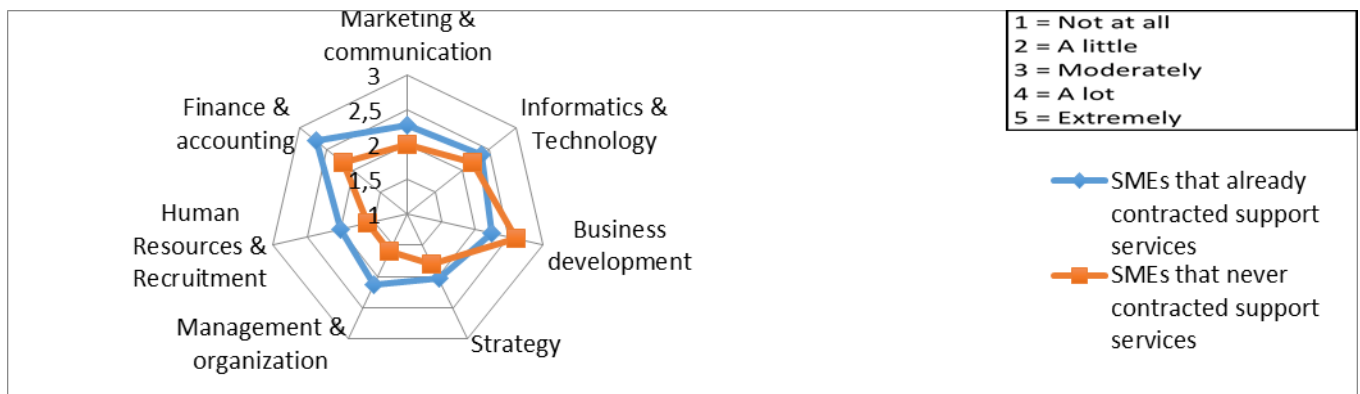 Marketing &
communication
3
2,5
2
1,5
1
Informatics &
Technology
Business
development
Strategy
Management &
organization
Human
Resources &
Recruitment
Finance &
accounting
1 = Not at all
2 = A little
3 = Moderately
4 = A lot
5 = Extremely
SMEs that already
contracted support
services
SMEs that never
contracted support
services